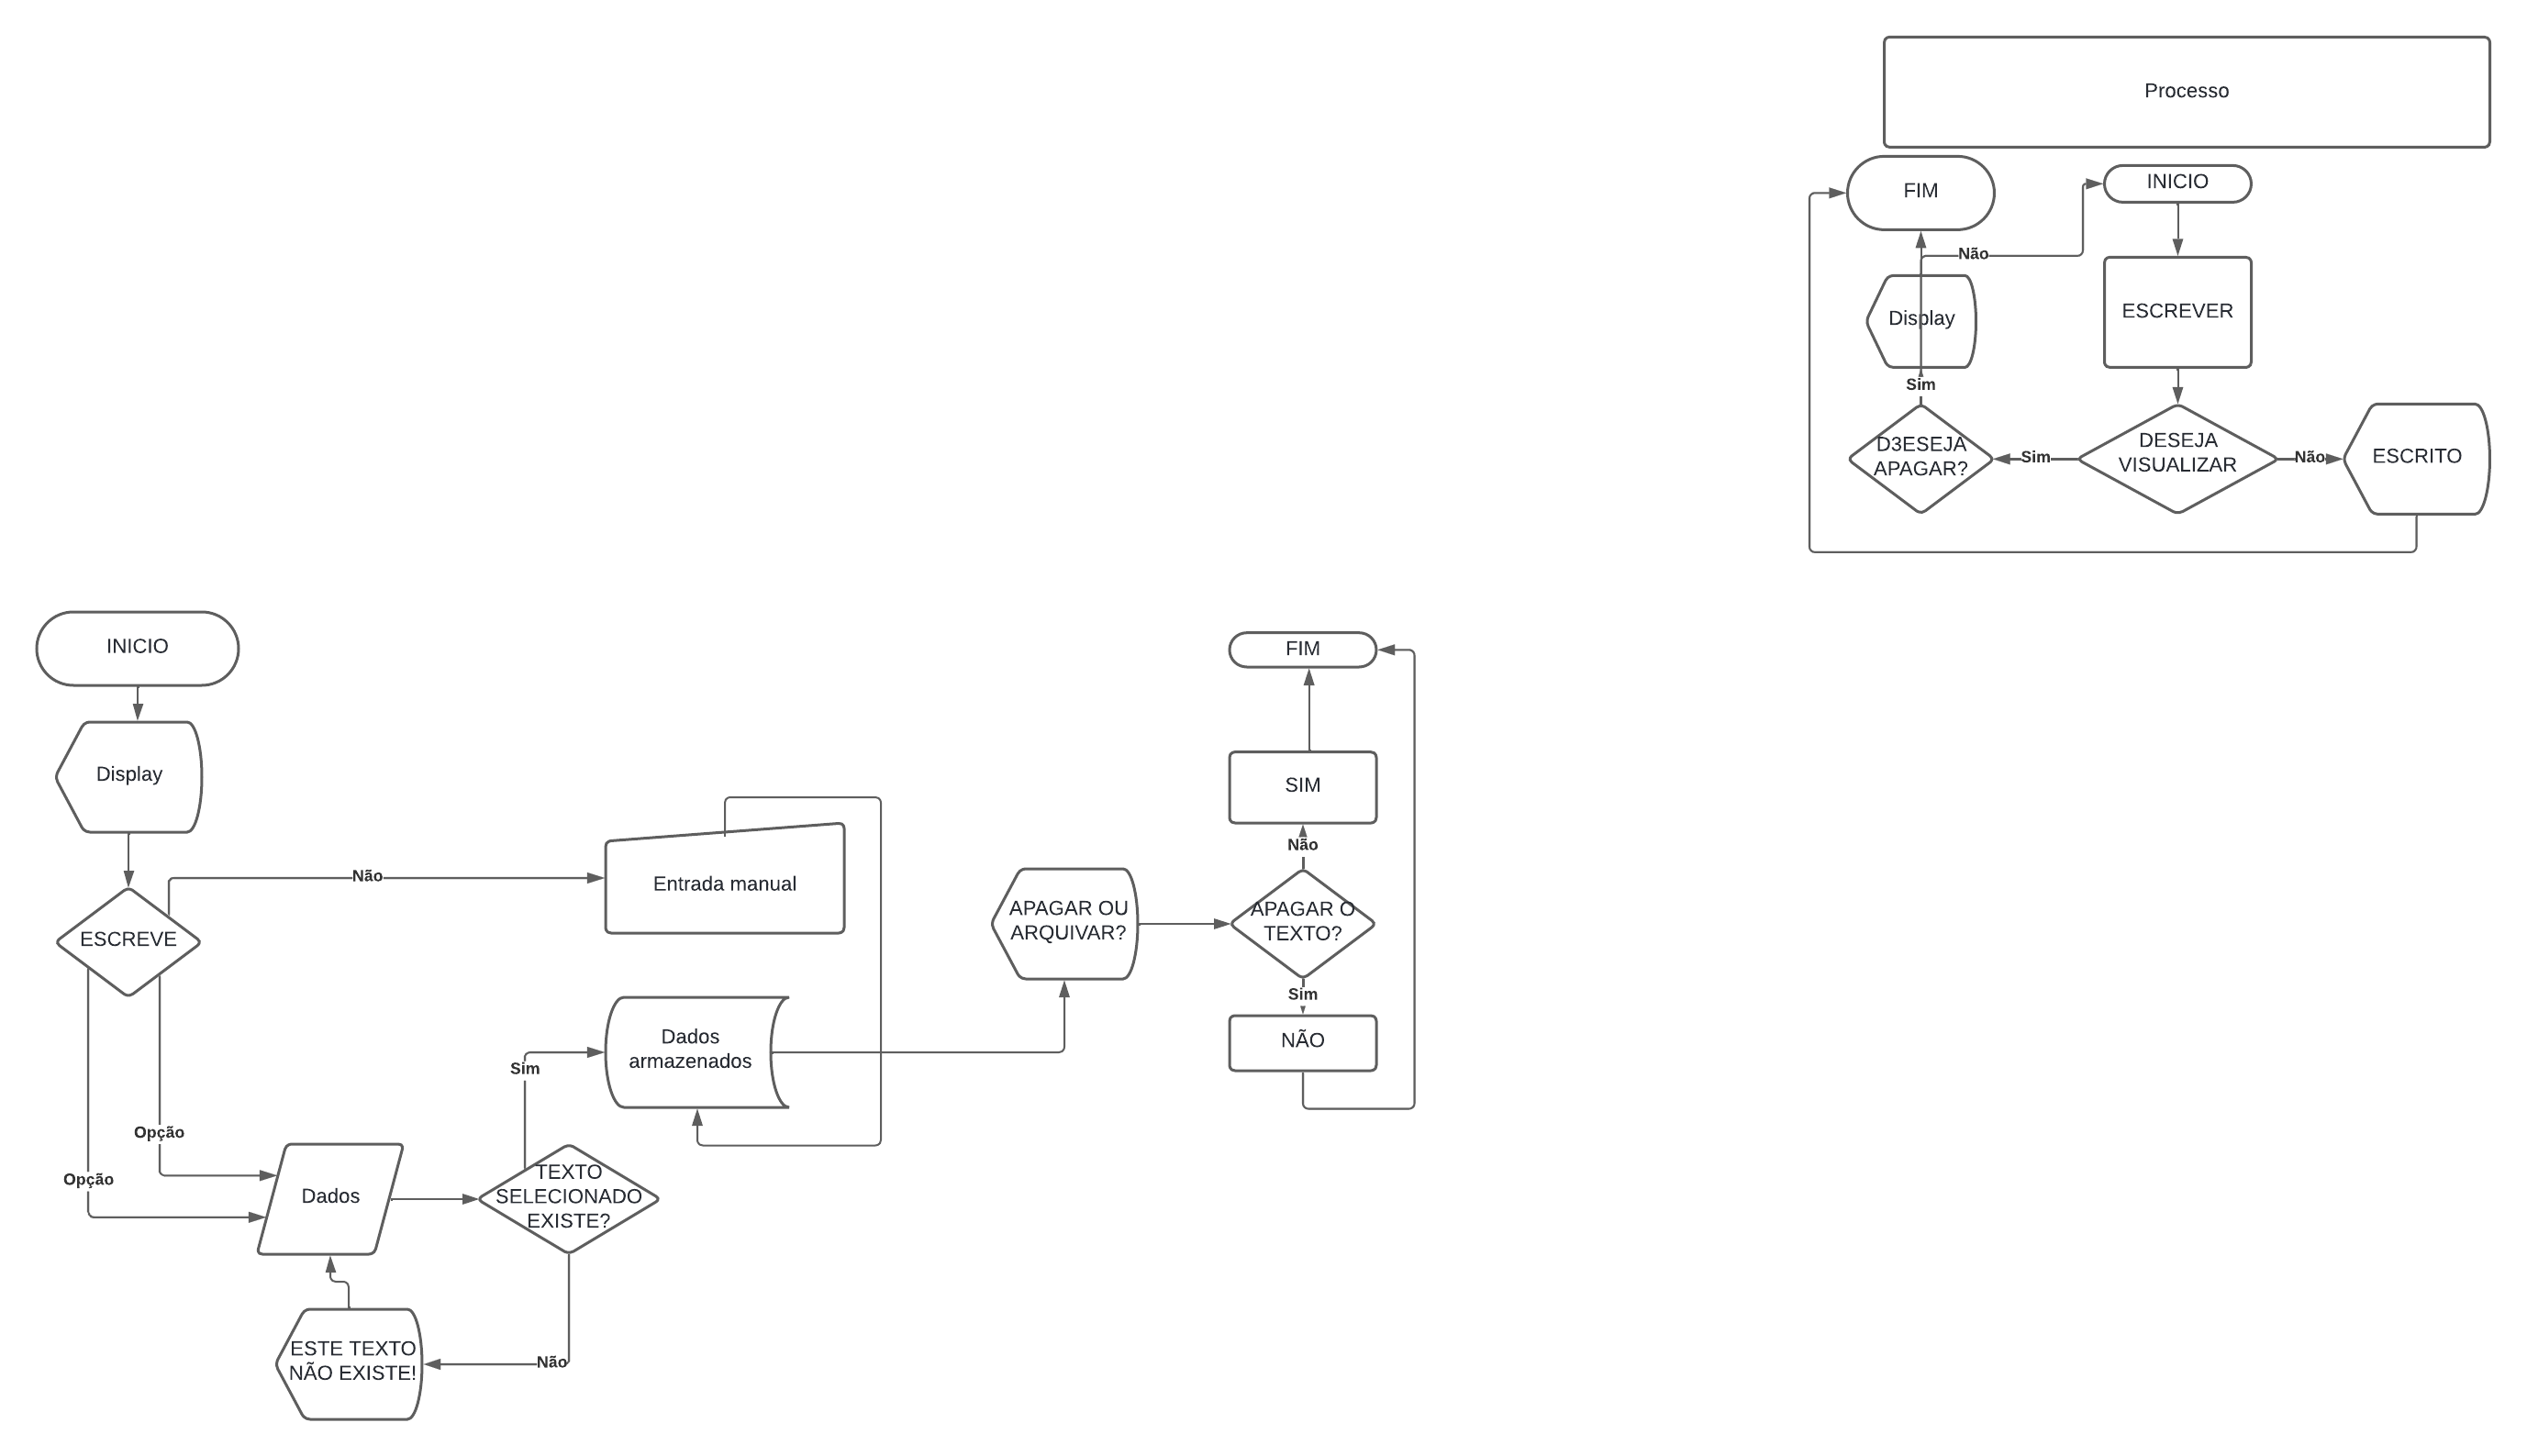 Processo
FIM
INICIO
Não
Display
ESCREVER
Sim
D3ESEJA
APAGAR?
Sim
DESEJA
VISUALIZAR
Não
ESCRITO
INICIO
Display
ESCREVE
Não
Entrada manual
Opção
Opção
Dados
TEXTO
SELECIONADO
EXISTE?
Sim
Dados
armazenados
Não
ESTE TEXTO
NÃO EXISTE!
APAGAR OU
ARQUIVAR?
FIM
SIM
Não
APAGAR O
TEXTO?
Sim
NÃO